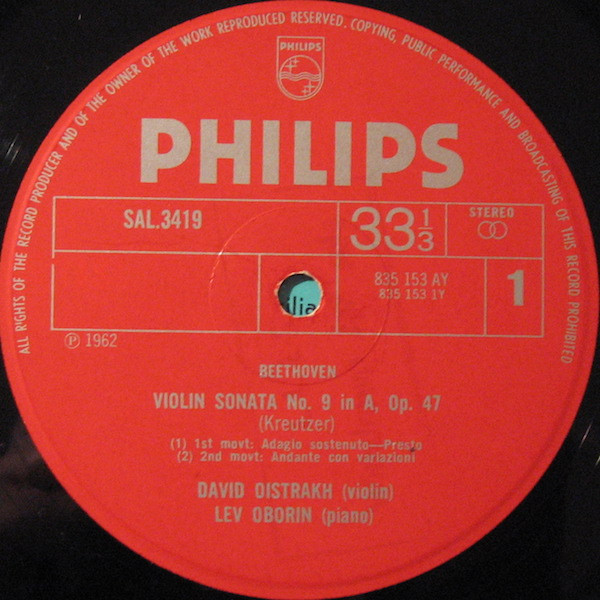 ALL RIGHTS OF THE RECORD PRODUCER AND OF THE OWNER OF THE WORK REPRODUCED RESERVED. COPYING, PUBLIC PERFORMANCE AND BROADCASTING OF THIS RECORD PROHIBITED
PHILIPS
PHILIPS
SAL.3419
33 1/3
STEREO
835 153 AY
835 153 1Y
1
℗ 1962
BEETHOVEN
VIOLIN SONATA No. 9 in A, Op. 47
(Kreutzer)
(1) 1st movt: Adagio sostenuto—Presto
(2) 2nd movt: Andante con variazioni
DAVID OISTRAKH (violin)
LEV OBORIN (piano)